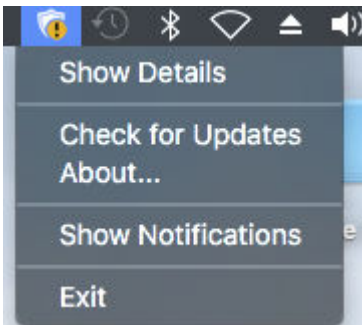 Show Details
Check for Updates
About...
Show Notifications
e
Exit